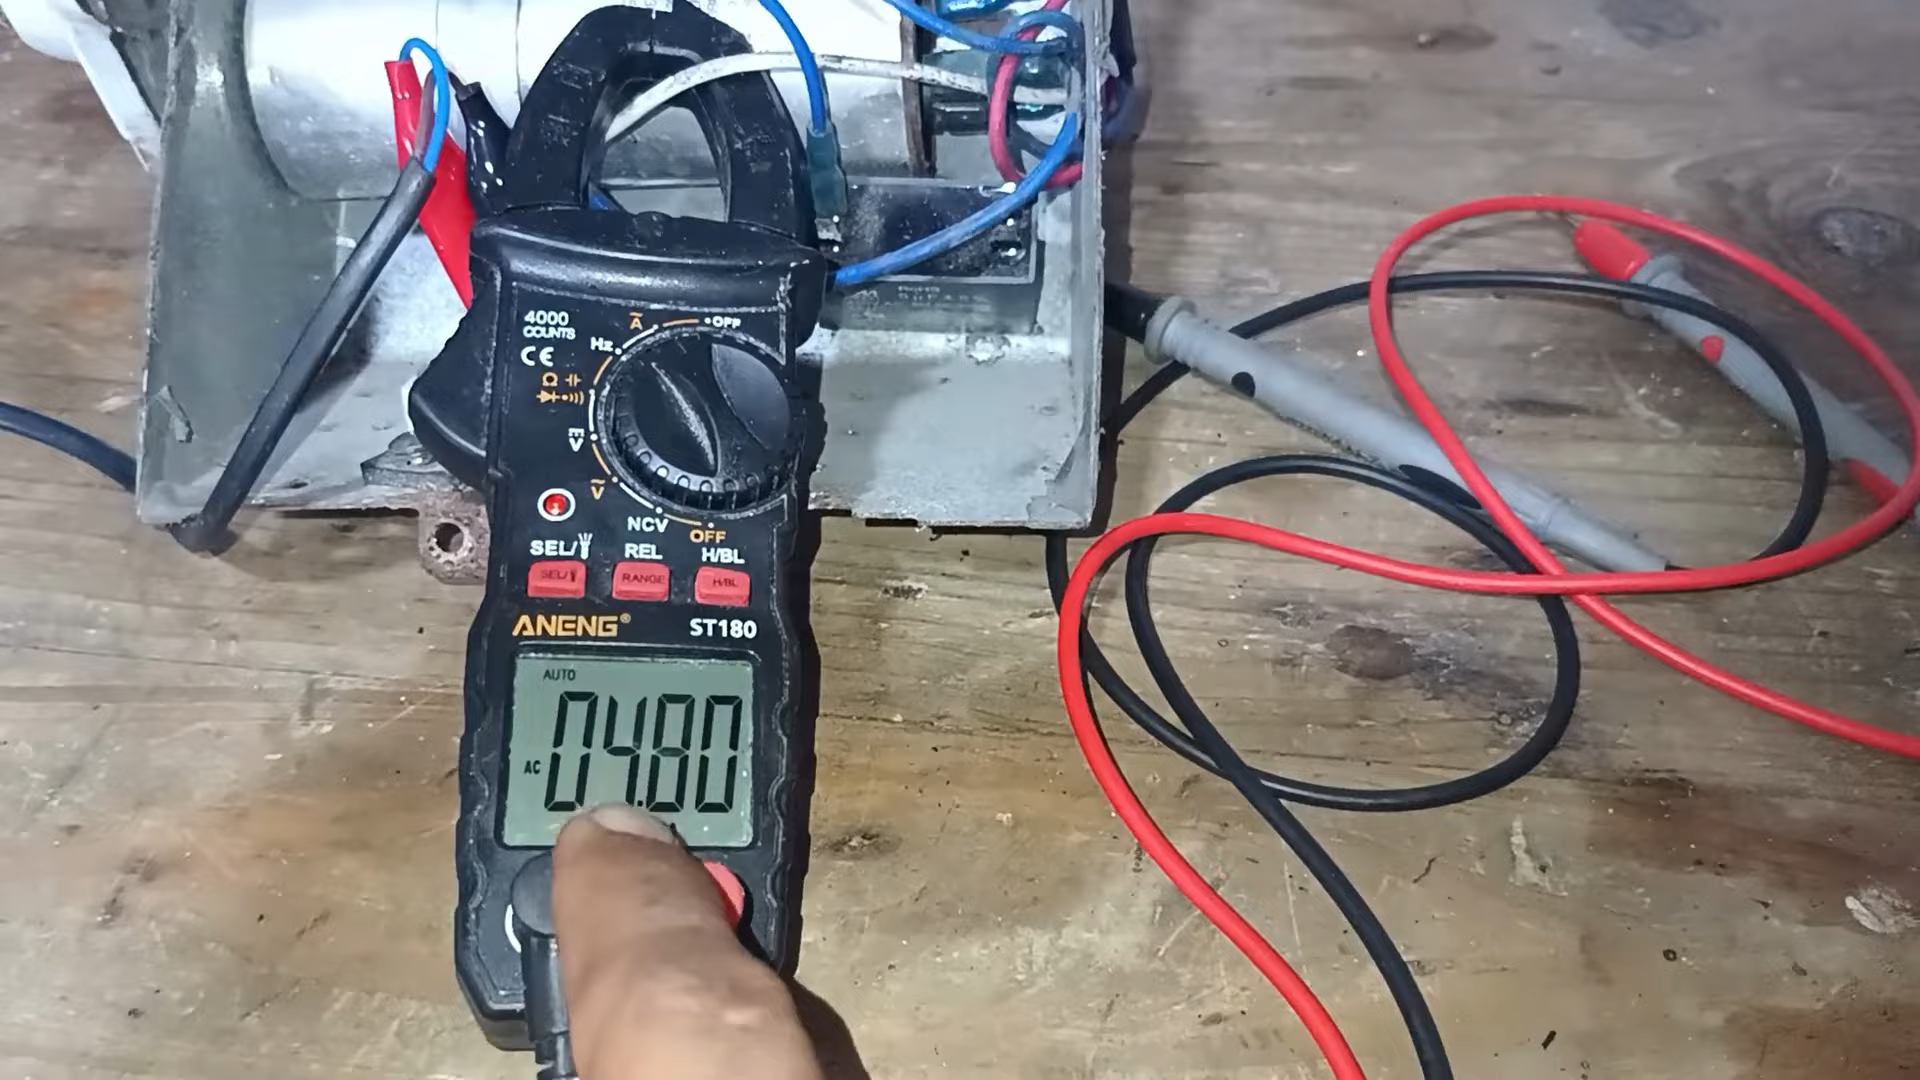 4000
COUNTS
CE
Ã
OFF
Hz
Ω
V
Ṽ
NCV
OFF
SEL/
REL
H/BL
SEL/
RANGE
H/BL
ANENG®
ST180
AUTO
AC
04.80
RoHS